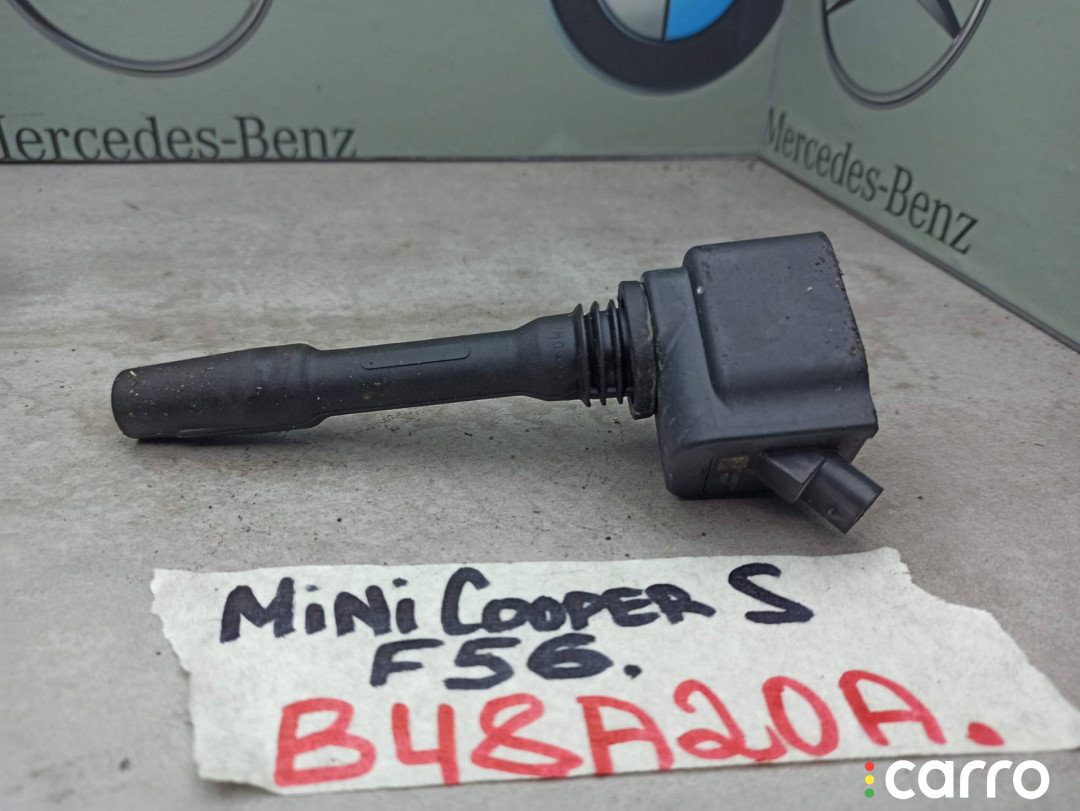 Mercedes-Benz
Mercedes-Benz
MiNi COOPER S
F56.
B48A20A.
carro